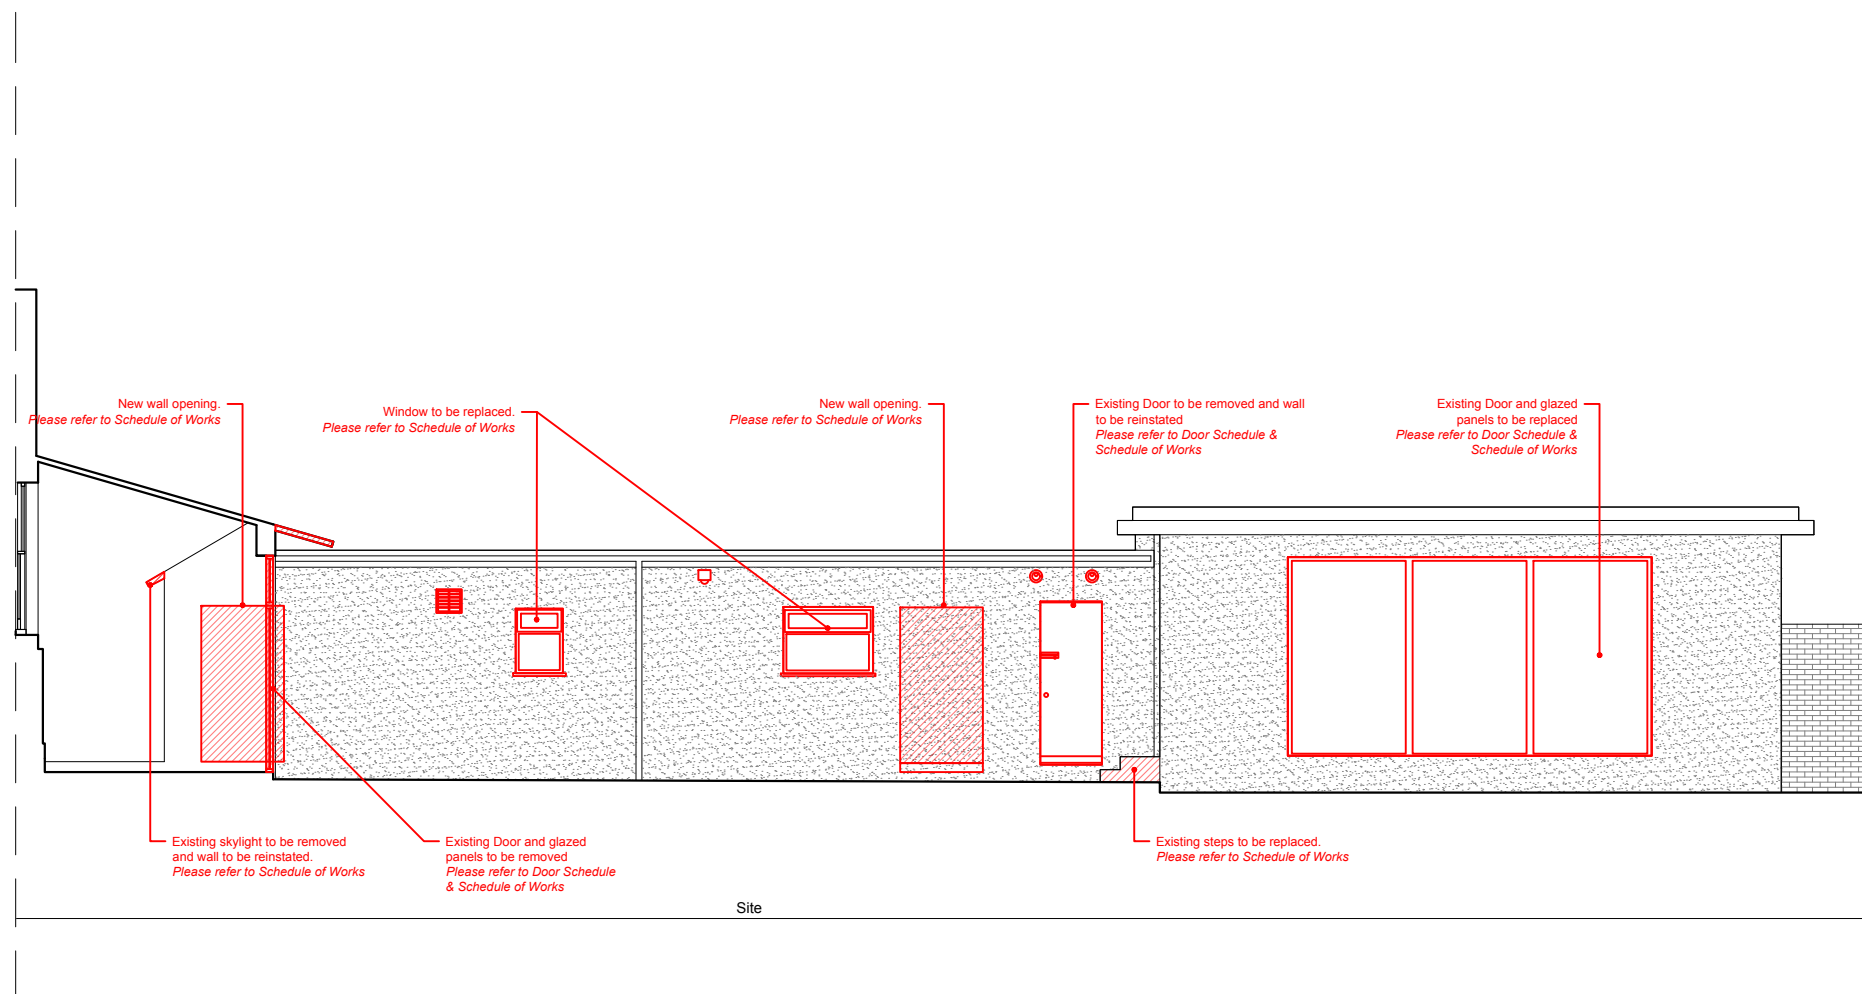 New wall opening.
Please refer to Schedule of Works
Window to be replaced.
Please refer to Schedule of Works
New wall opening.
Please refer to Schedule of Works
Existing Door to be removed and wall
to be reinstated
Please refer to Door Schedule &
Schedule of Works
Existing Door and glazed
panels to be replaced
Please refer to Door Schedule &
Schedule of Works
Existing skylight to be removed
and wall to be reinstated.
Please refer to Schedule of Works
Existing Door and glazed
panels to be removed
Please refer to Door Schedule
& Schedule of Works
Existing steps to be replaced.
Please refer to Schedule of Works
Site